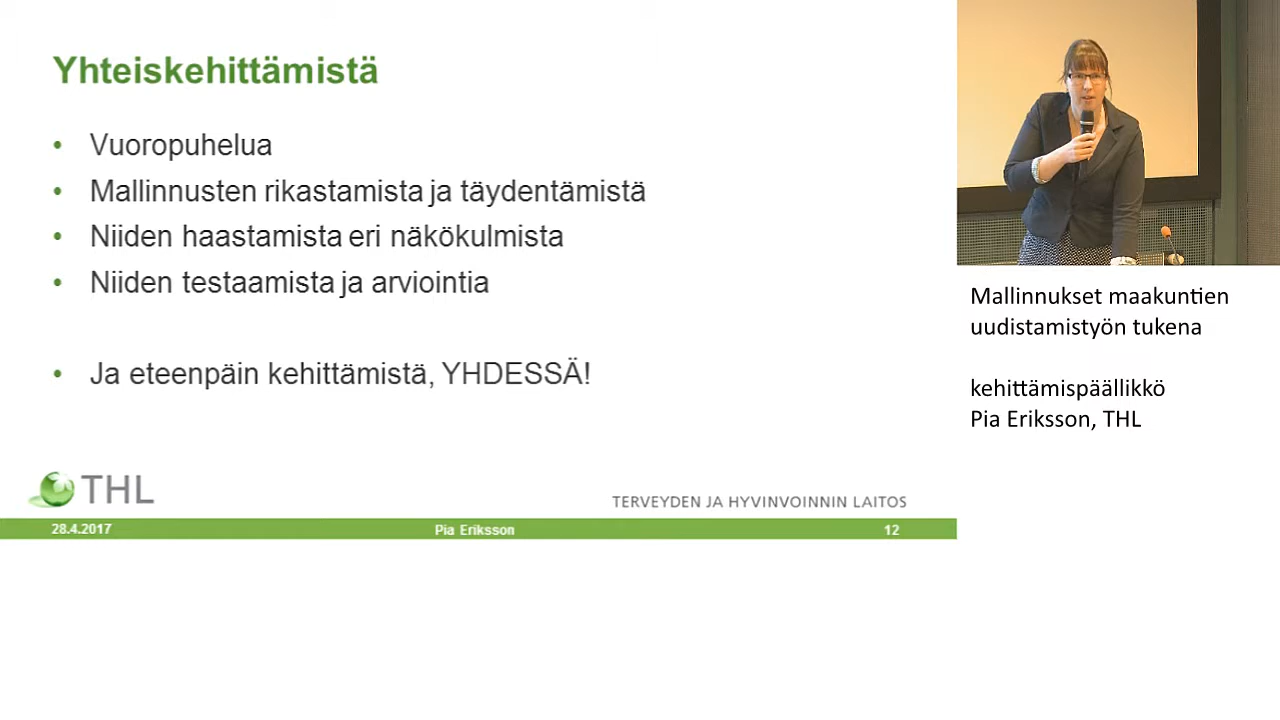 Yhteiskehittämistä
• Vuoropuhelua
• Mallinnusten rikastamista ja täydentämistä
• Niiden haastamista eri näkökulmista
• Niiden testaamista ja arviointia
• Ja eteenpäin kehittämistä, YHDESSÄ!
THL
TERVEYDEN JA HYVINVOINNIN LAITOS
28.4.2017
Pia Eriksson
12
Mallinnukset maakuntien
uudistamistyön tukena
kehittämispäällikkö
Pia Eriksson, THL